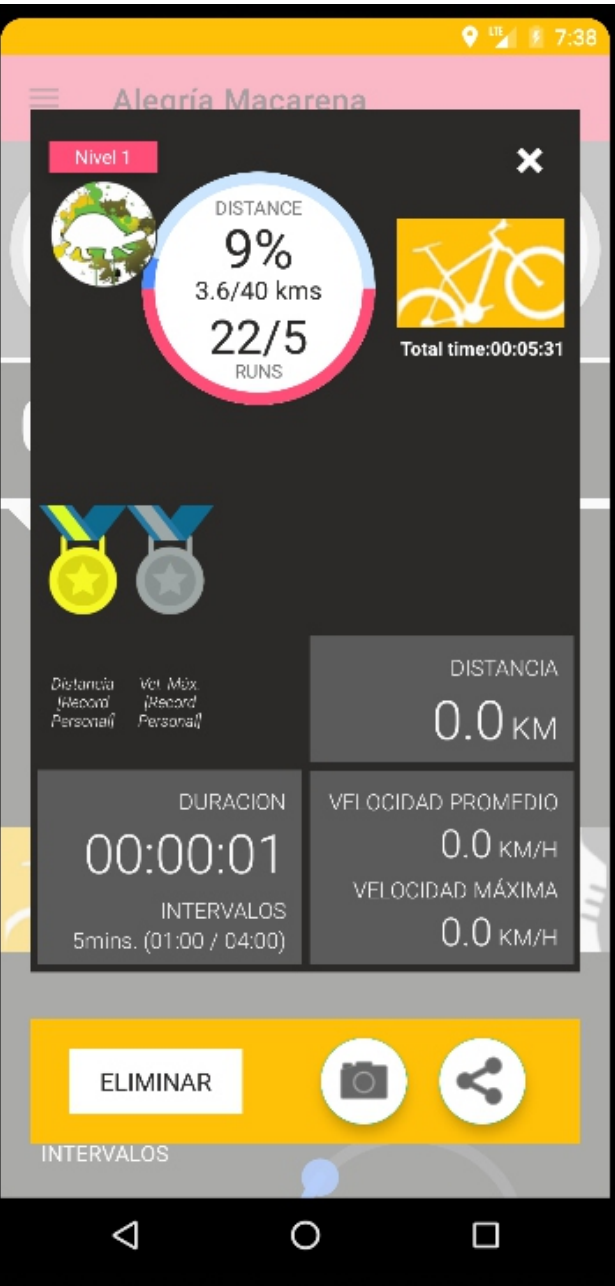 LTE 7:38
Alegría Macarena
Nivel 1
DISTANCE
9%
3.6/40 kms
22/5
RUNS
Total time:00:05:31
Distancia
[Record
Personal]
Vel. Máx.
[Record
Personal]
DISTANCIA
0.0 KM
DURACION
00:00:01
INTERVALOS
5mins. (01:00 / 04:00)
VELOCIDAD PROMEDIO
0.0 KM/H
VELOCIDAD MÁXIMA
0.0 KM/H
ELIMINAR
INTERVALOS